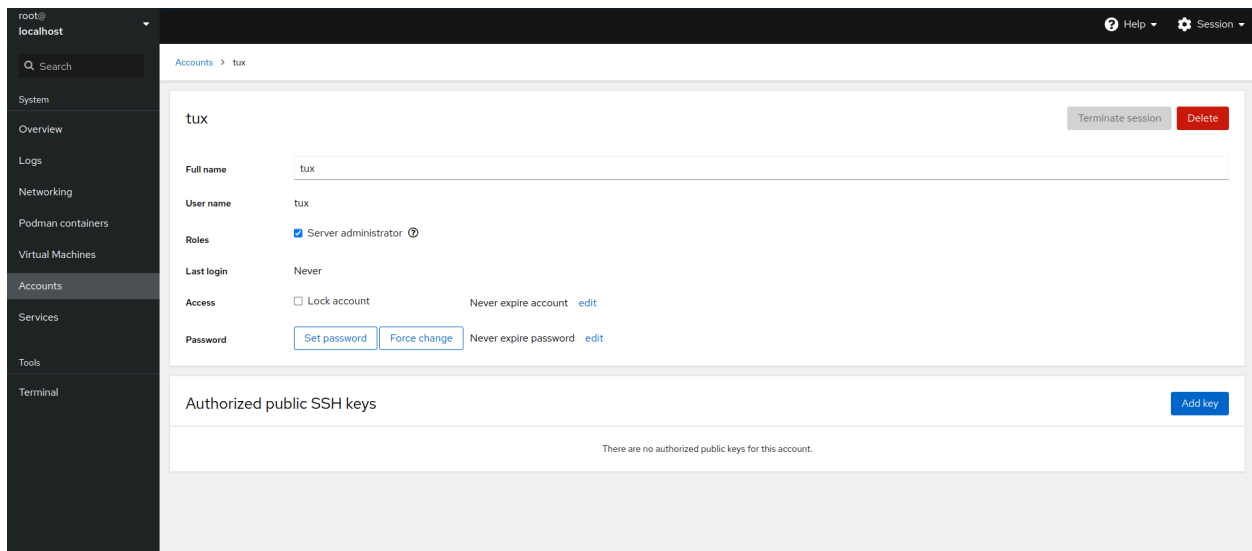 root@
localhost
Help
Session
Search
Accounts > tux
System
Overview
Logs
Networking
Podman containers
Virtual Machines
Accounts
Services
Tools
Terminal
tux
Terminate session
Delete
Full name tux
User name tux
Roles Server administrator
Last login Never
Access Lock account Never expire account edit
Password Set password Force change Never expire password edit
Authorized public SSH keys
Add key
There are no authorized public keys for this account.